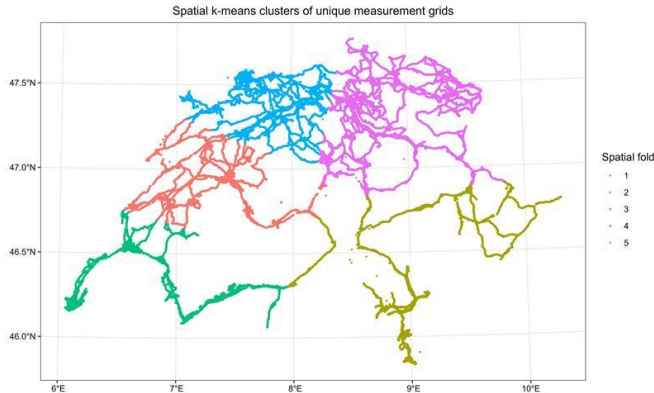 Spatial k-means clusters of unique measurement grids
47.5°N
47.0°N
46.5°N
46.0°N
6°E 7°E 8°E 9°E 10°E
Spatial fold
1
2
3
4
5